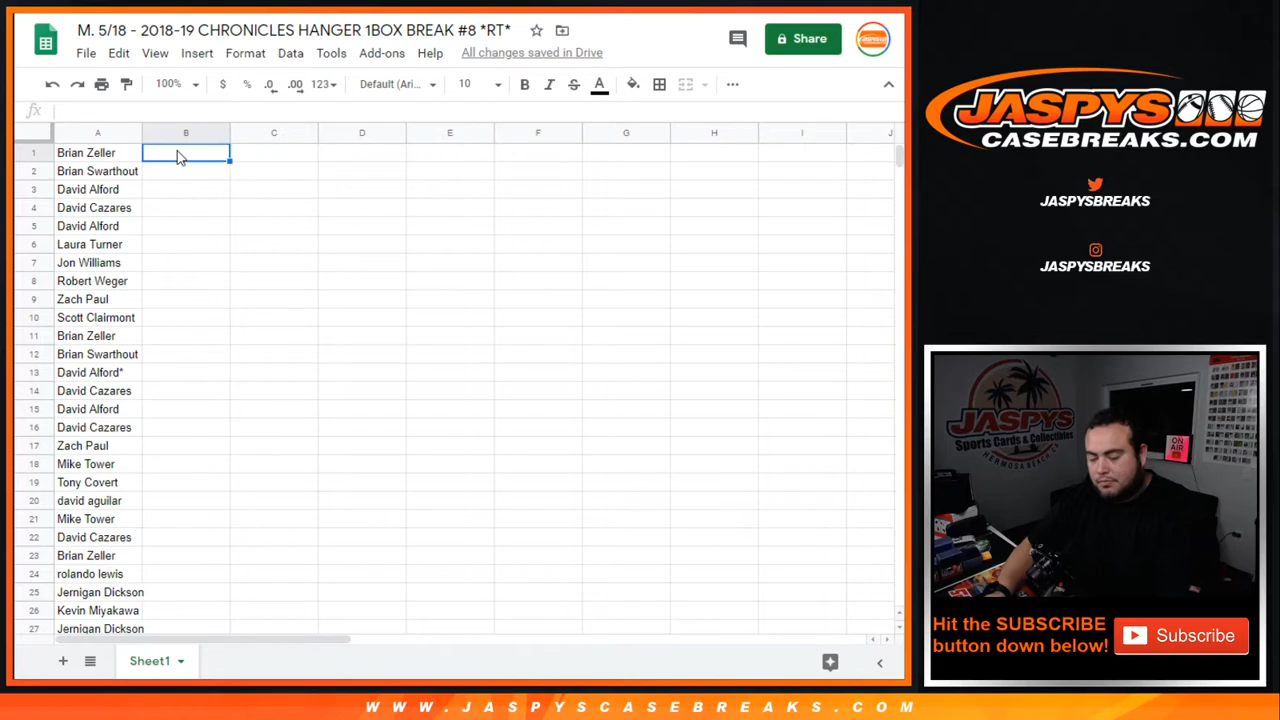 M. 5/18 - 2018-19 CHRONICLES HANGER 1BOX BREAK #8 *RT*
File Edit View Insert Format Data Tools Add-ons Help All changes saved in Drive
Share
100% $ % .0 .00 123 Default (Ari... 10 B I S A
fx
A B C D E F G H I J
1 Brian Zeller
2 Brian Swarthout
3 David Alford
4 David Cazares
5 David Alford
6 Laura Turner
7 Jon Williams
8 Robert Weger
9 Zach Paul
10 Scott Clairmont
11 Brian Zeller
12 Brian Swarthout
13 David Alford*
14 David Cazares
15 David Alford
16 David Cazares
17 Zach Paul
18 Mike Tower
19 Tony Covert
20 david aguilar
21 Mike Tower
22 David Cazares
23 Brian Zeller
24 rolando lewis
25 Jernigan Dickson
26 Kevin Miyakawa
27 Jernigan Dickson
Sheet1
JASPYS
CASEBREAKS.COM
JASPYSBREAKS
JASPYSBREAKS
JASPYS
Sports Cards & Collectibles
HERMOSA BEACH, CA
ON AIR
Hit the SUBSCRIBE
button down below!
Subscribe
WWW.JASPYSCASEBREAKS.COM